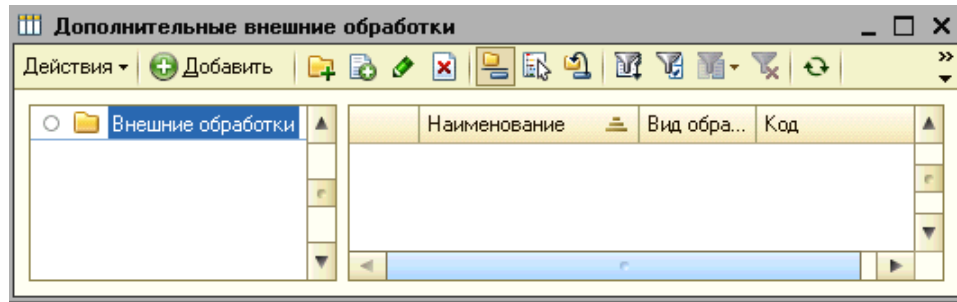 Дополнительные внешние обработки
Действия Добавить
Внешние обработки Наименование Вид обра... Код